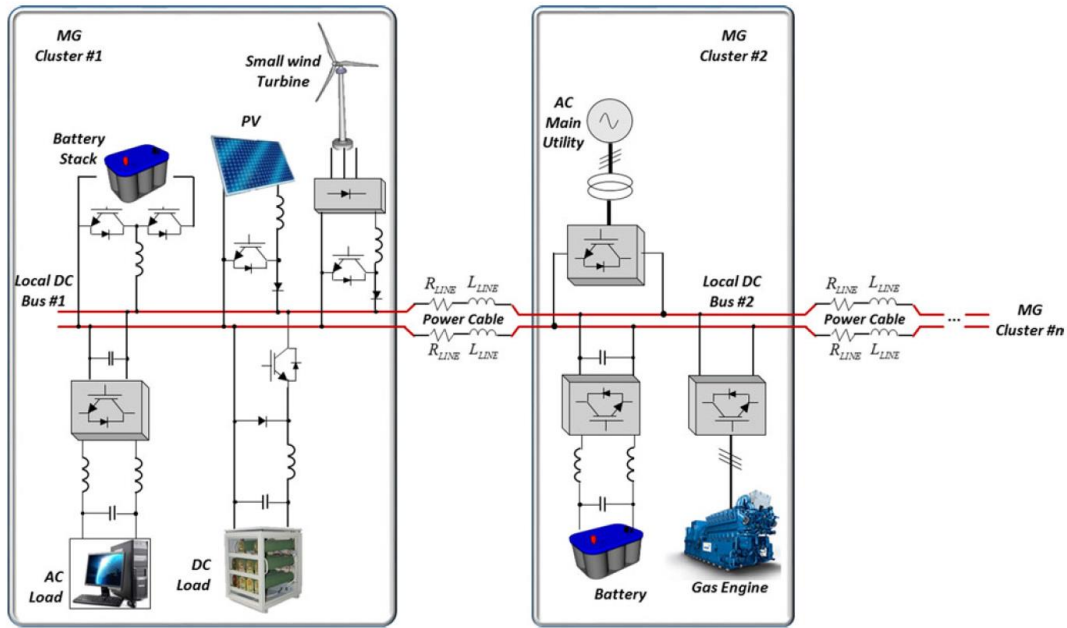 MG
Cluster #1
Small wind
Turbine
PV
Battery
Stack
Local DC
Bus #1
AC
Load
DC
Load
R_LINE L_LINE
Power Cable
R_LINE L_LINE
MG
Cluster #2
AC
Main
Utility
Local DC
Bus #2
Battery
Gas Engine
R_LINE L_LINE
Power Cable
R_LINE L_LINE
...
MG
Cluster #n